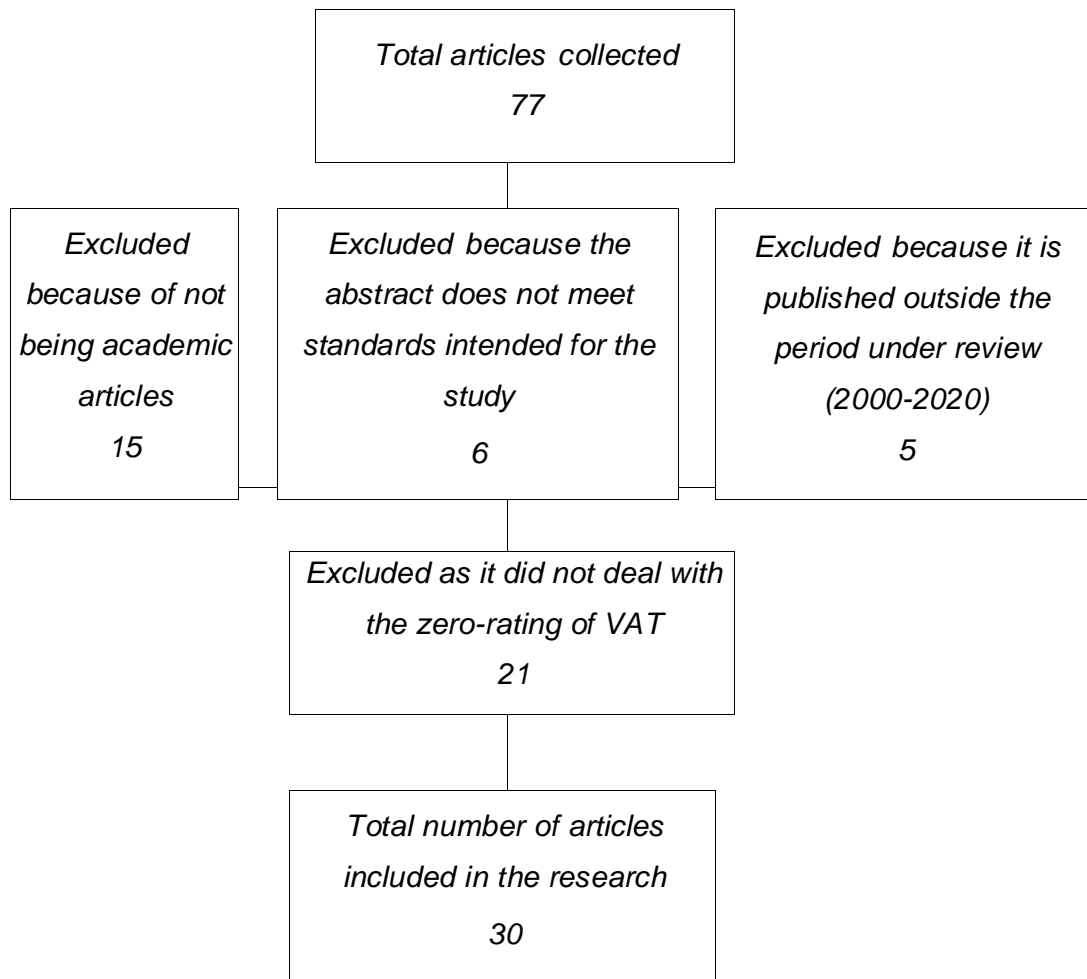 Total articles collected
77
Excluded
because of not
being academic
articles
15
Excluded because the
abstract does not meet
standards intended for the
study
6
Excluded because it is
published outside the
period under review
(2000-2020)
5
Excluded as it did not deal with
the zero-rating of VAT
21
Total number of articles
included in the research
30